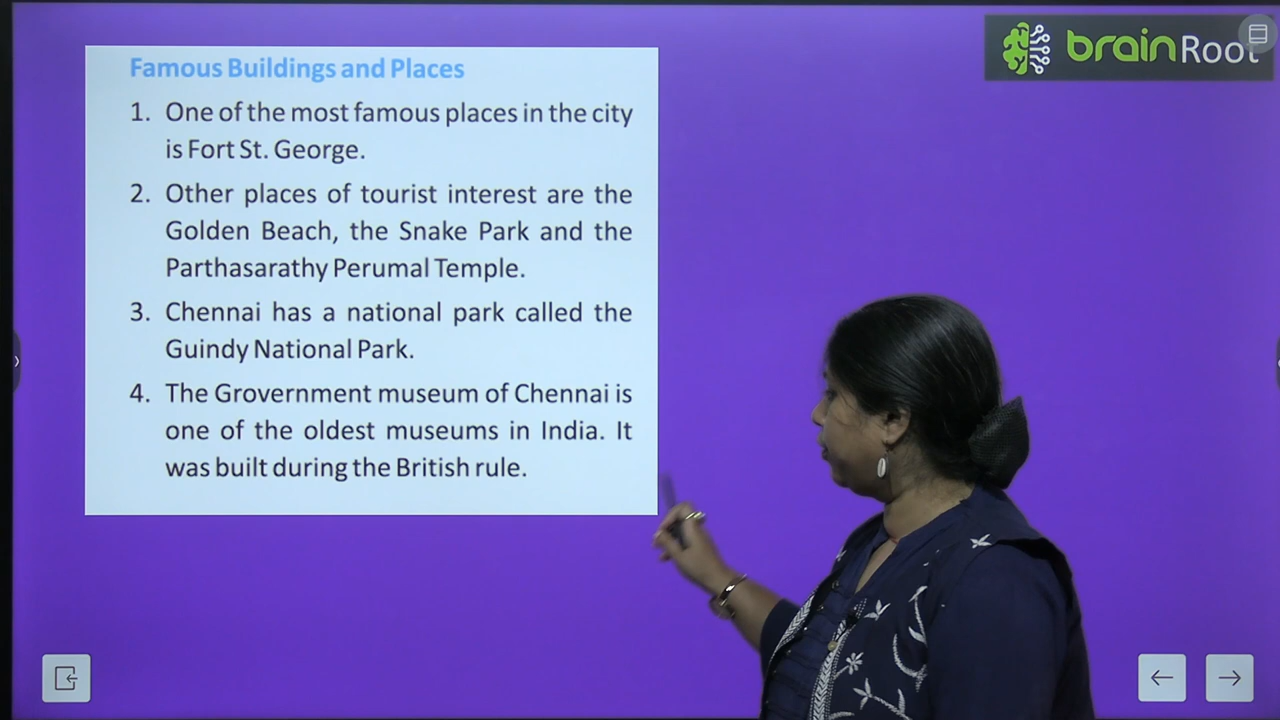 brainRoot
Famous Buildings and Places
1. One of the most famous places in the city
is Fort St. George.
2. Other places of tourist interest are the
Golden Beach, the Snake Park and the
Parthasarathy Perumal Temple.
3. Chennai has a national park called the
Guindy National Park.
4. The Grovernment museum of Chennai is
one of the oldest museums in India. It
was built during the British rule.